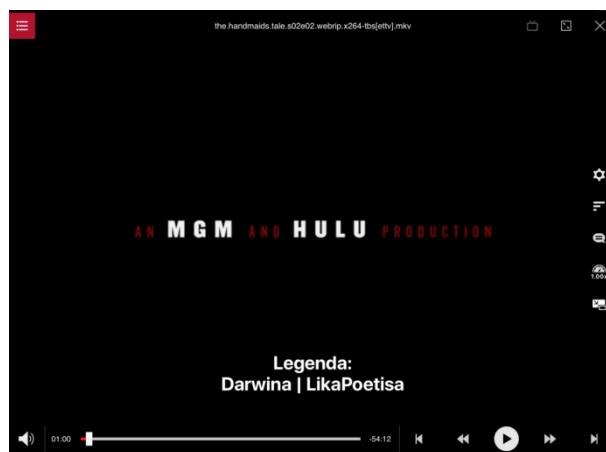 the.handmaids.tale.s02e02.webrip.x264-tbs[ettv].mkv
AN MGM AND HULU PRODUCTION
1.00x
Legenda:
Darwina | LikaPoetisa
01:00
-54:12